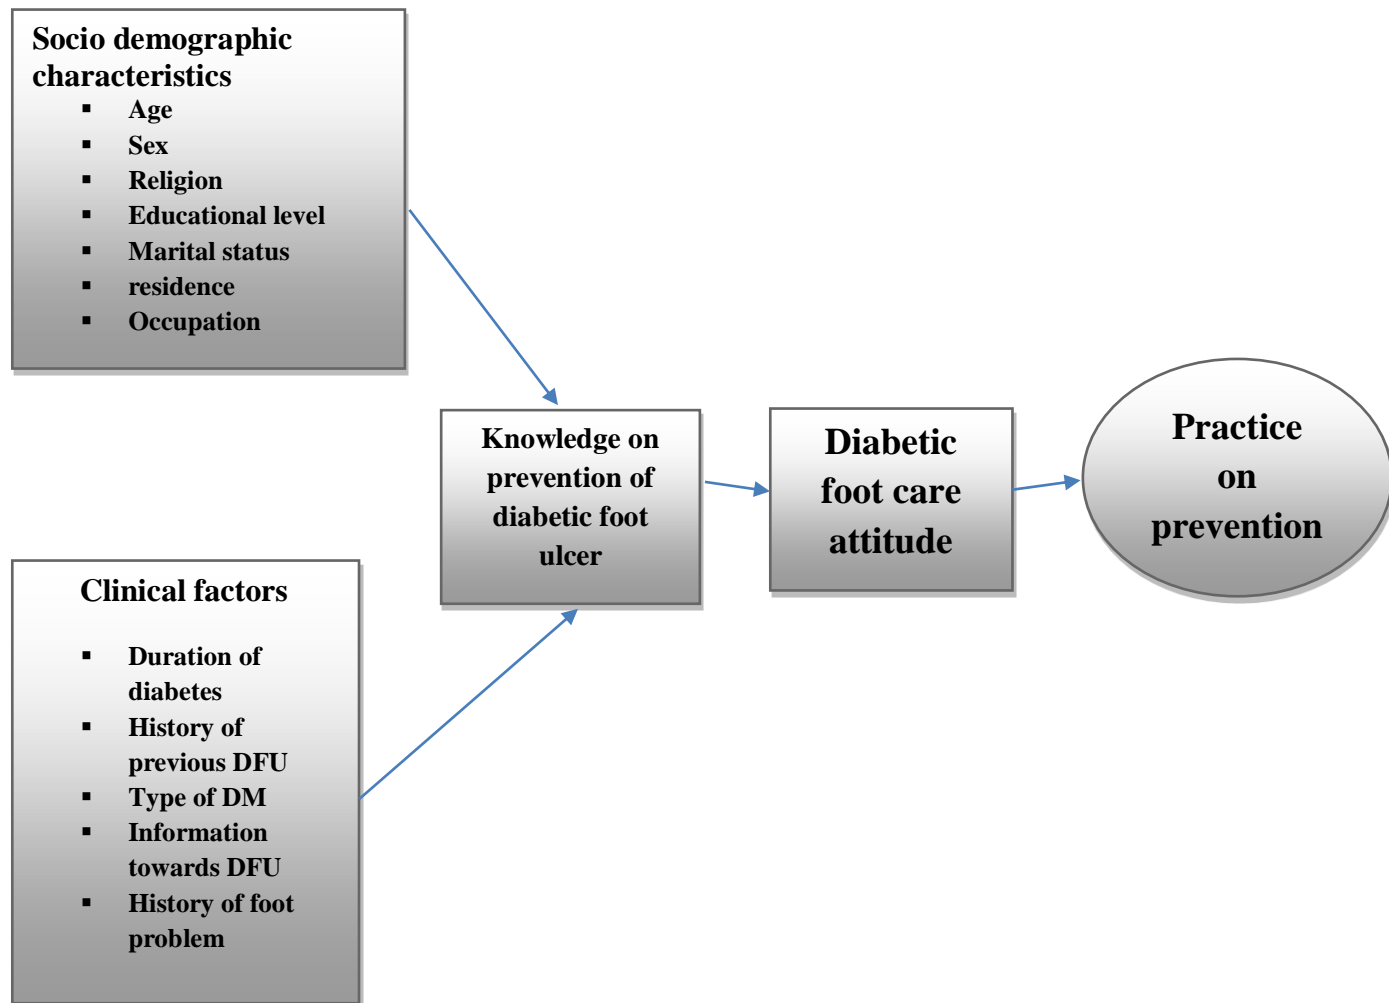 Socio demographic
characteristics
▪ Age
▪ Sex
▪ Religion
▪ Educational level
▪ Marital status
▪ residence
▪ Occupation
Knowledge on
prevention of
diabetic foot
ulcer
Diabetic
foot care
attitude
Practice
on
prevention
Clinical factors
▪ Duration of
diabetes
▪ History of
previous DFU
▪ Type of DM
▪ Information
towards DFU
▪ History of foot
problem